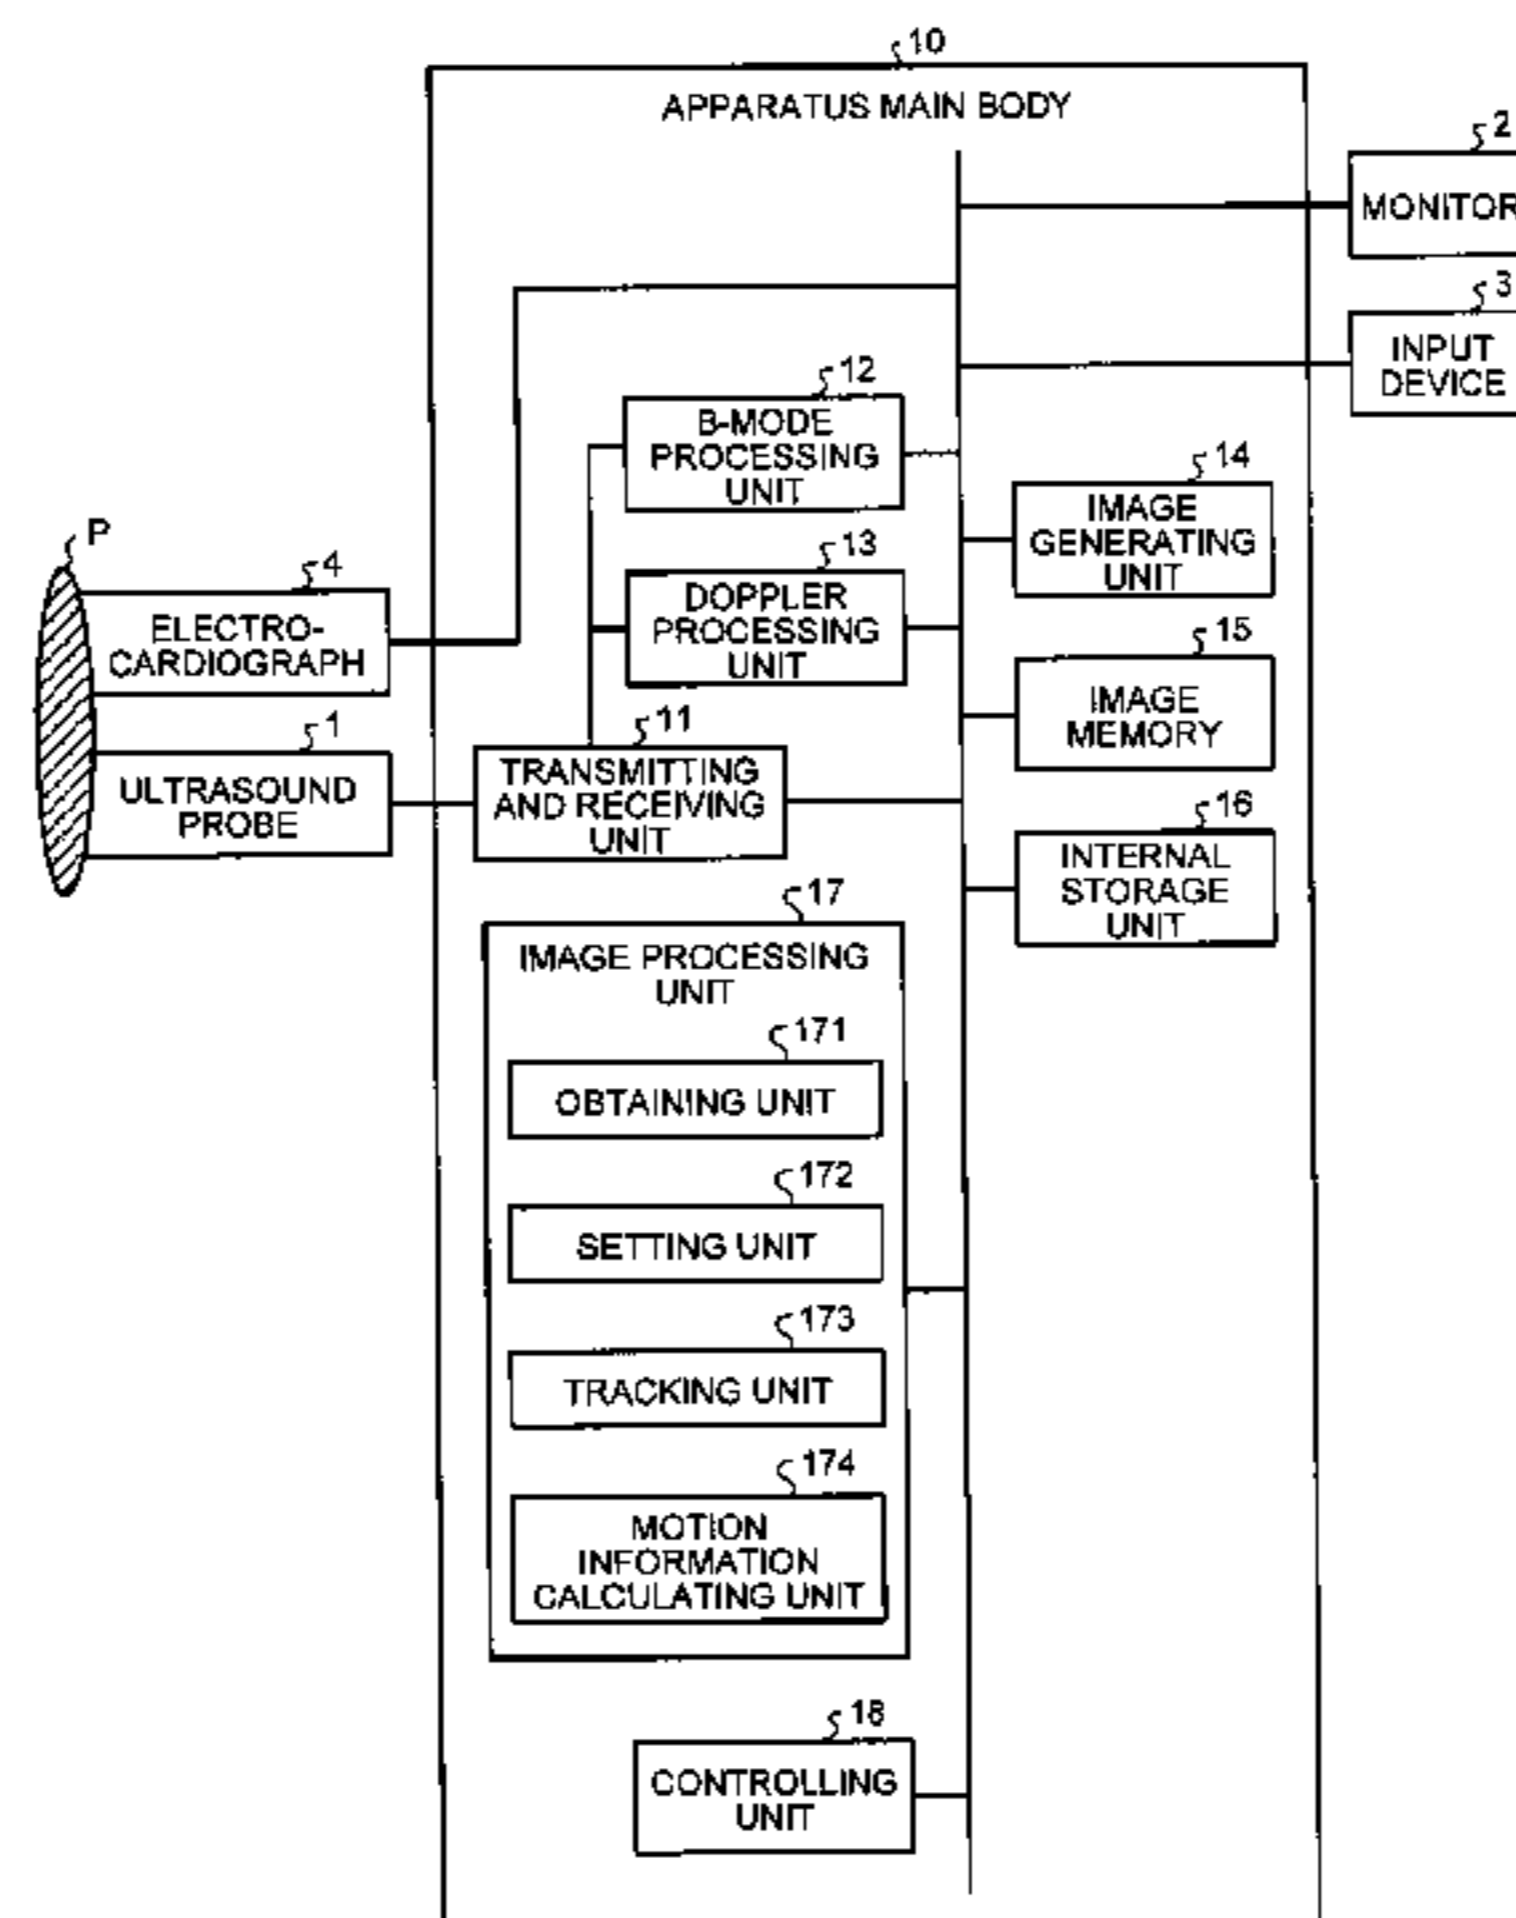 10
APPARATUS MAIN BODY
2
MONITOR
3
INPUT
DEVICE
12
B-MODE
PROCESSING
UNIT
14
IMAGE
GENERATING
UNIT
P
4
ELECTRO-
CARDIOGRAPH
13
DOPPLER
PROCESSING
UNIT
15
IMAGE
MEMORY
1
ULTRASOUND
PROBE
11
TRANSMITTING
AND RECEIVING
UNIT
16
INTERNAL
STORAGE
UNIT
17
IMAGE PROCESSING
UNIT
171
OBTAINING UNIT
172
SETTING UNIT
173
TRACKING UNIT
174
MOTION
INFORMATION
CALCULATING UNIT
18
CONTROLLING
UNIT